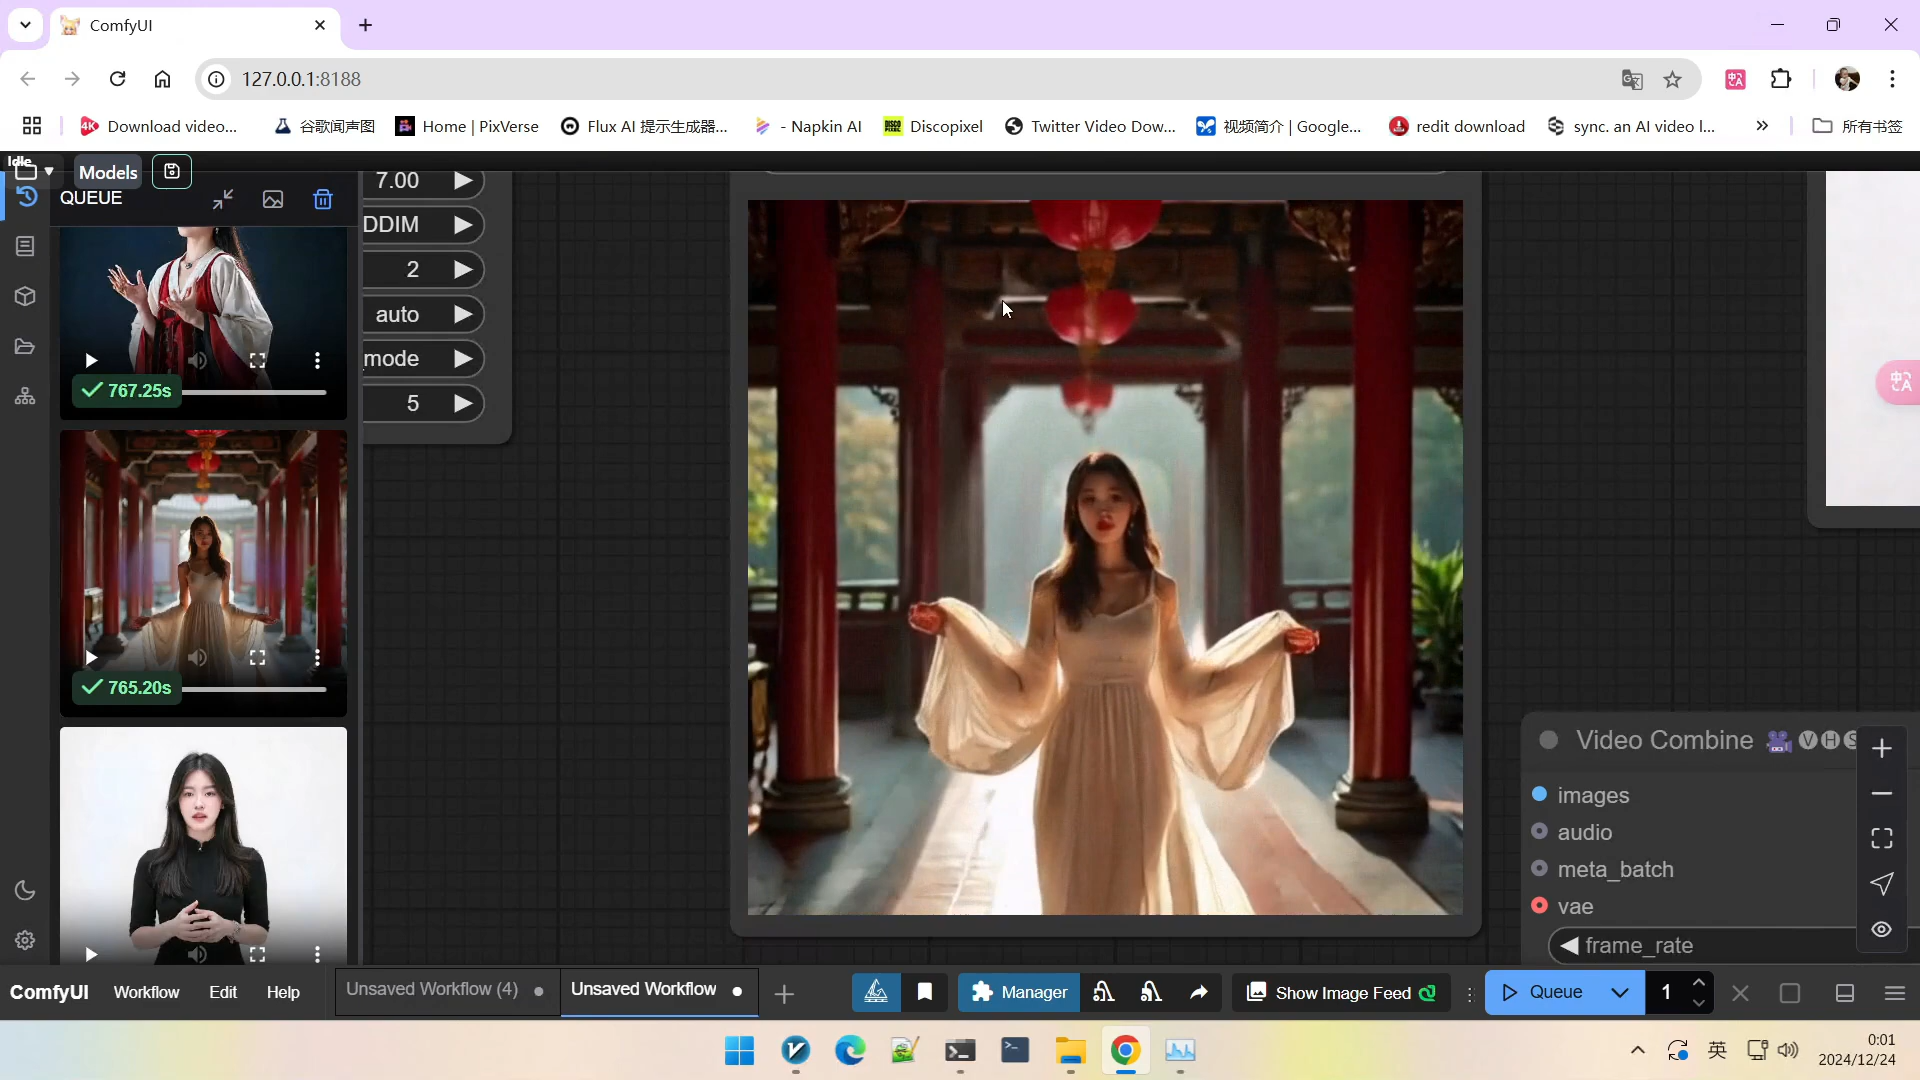 ComfyUI
127.0.0.1:8188
Download video...
谷歌闻声图
Home | PixVerse
Flux AI 提示生成器...
- Napkin AI
Discopixel
Twitter Video Dow...
视频简介 | Google...
redit download
sync. an AI video l...
所有书签
Idle
Models
QUEUE
7.00
DDIM
2
auto
_mode
5
767.25s
765.20s
Video Combine
VHS
images
audio
meta_batch
vae
frame_rate
ComfyUI
Workflow
Edit
Help
Unsaved Workflow (4)
Unsaved Workflow
Manager
Show Image Feed
Queue
1
英
0:01
2024/12/24